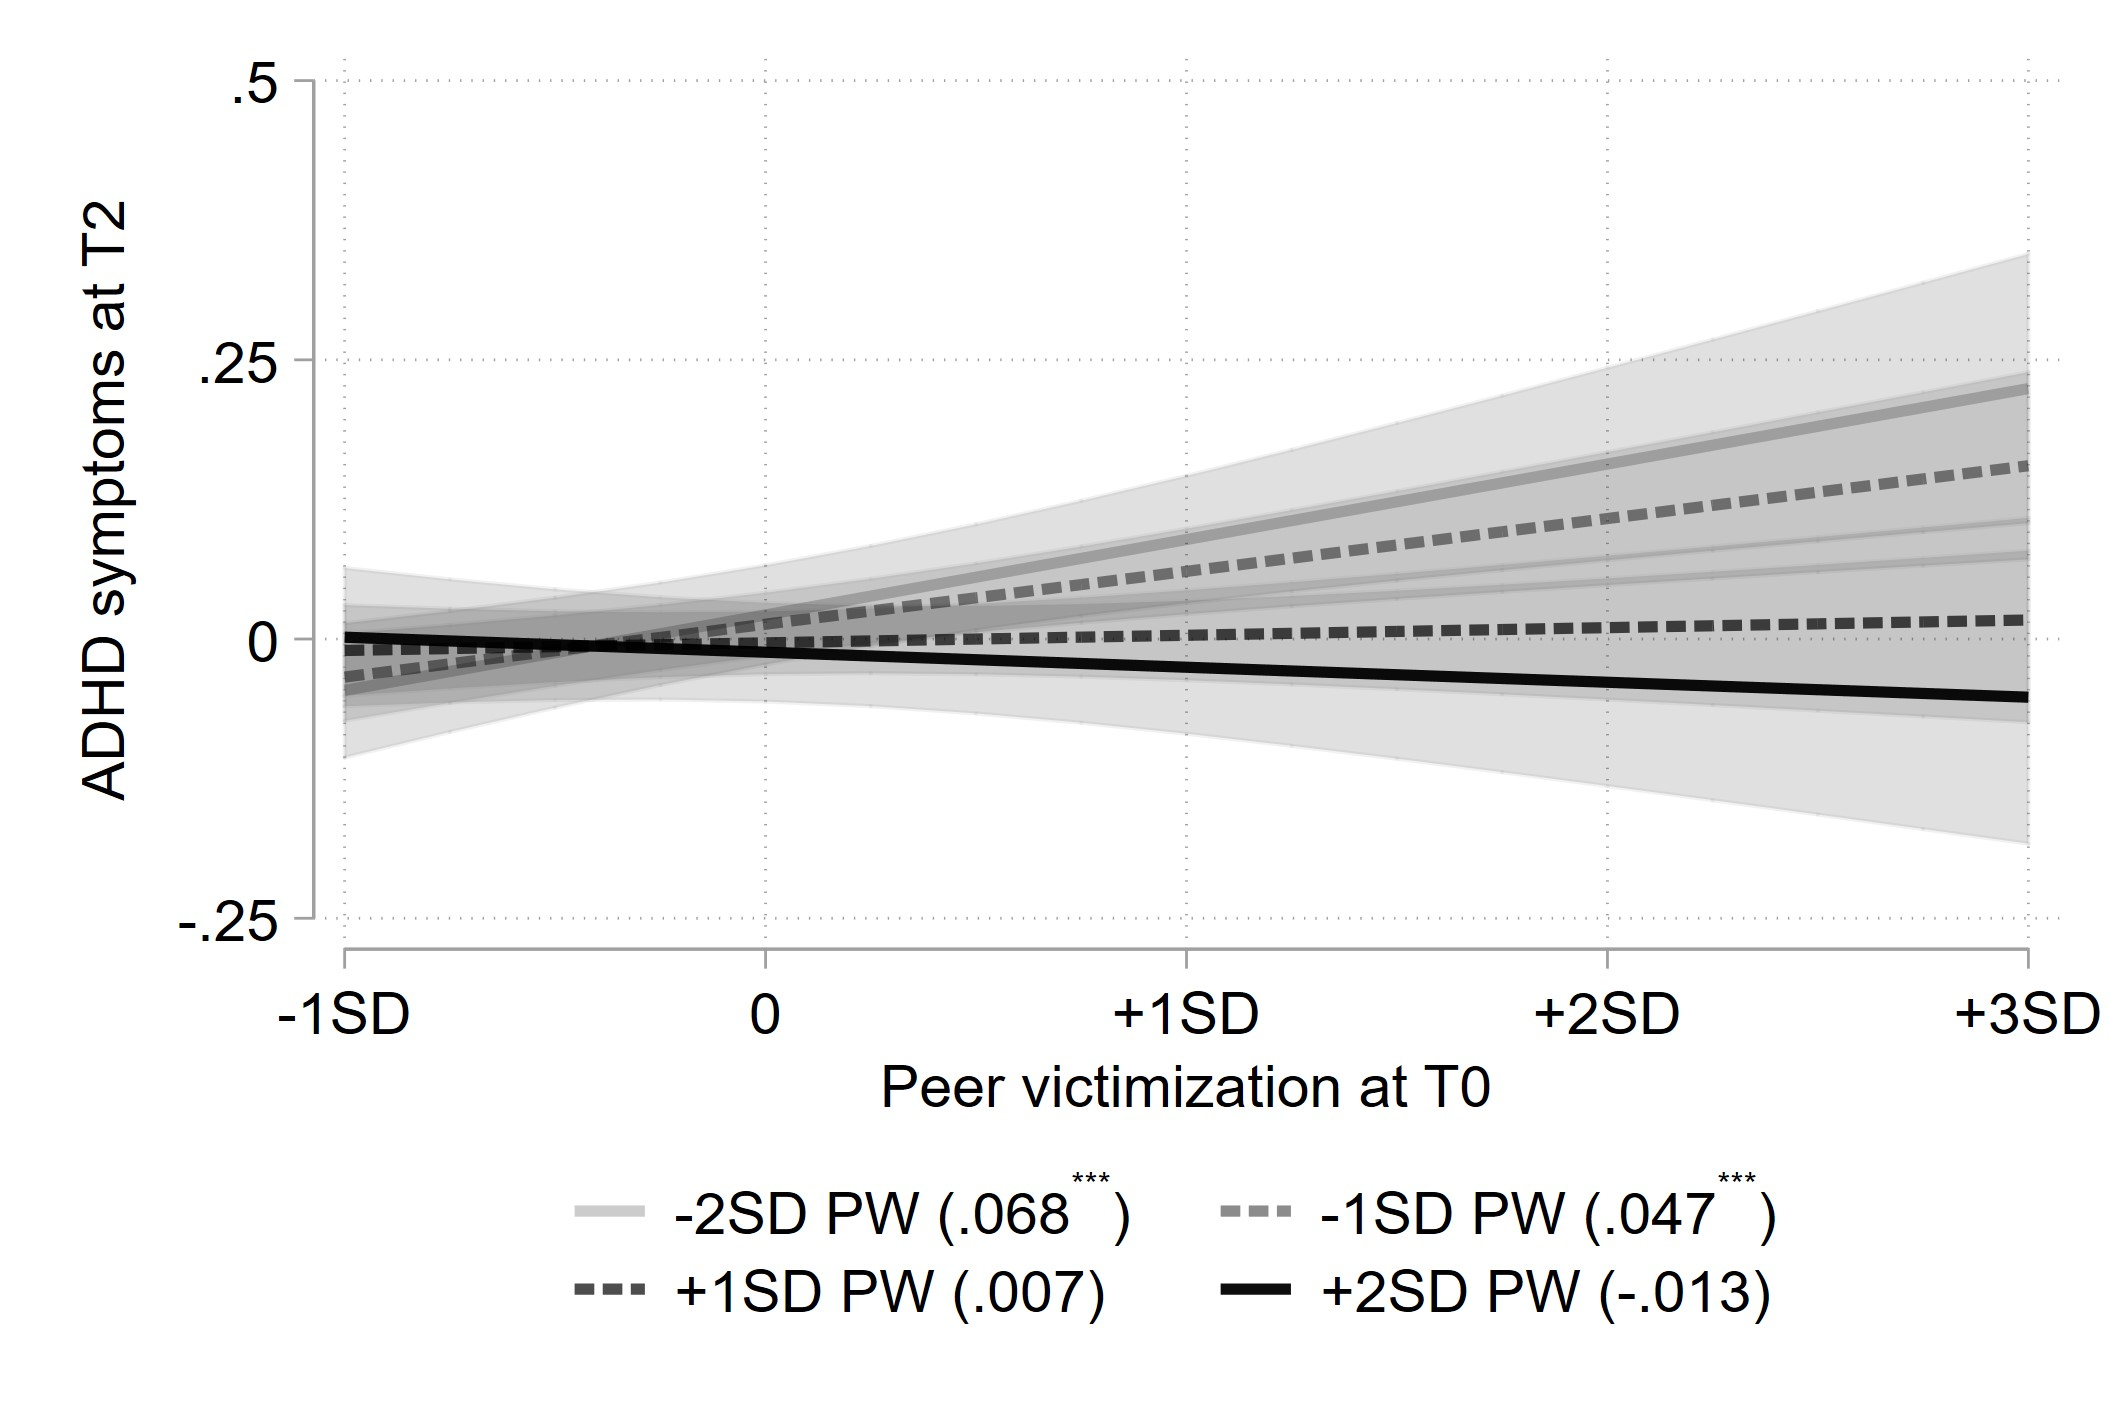 .5
.25
0
-.25
ADHD symptoms at T2
-1SD 0 +1SD +2SD +3SD
Peer victimization at T0
-2SD PW (.068***) -1SD PW (.047***)
+1SD PW (.007) +2SD PW (-.013)